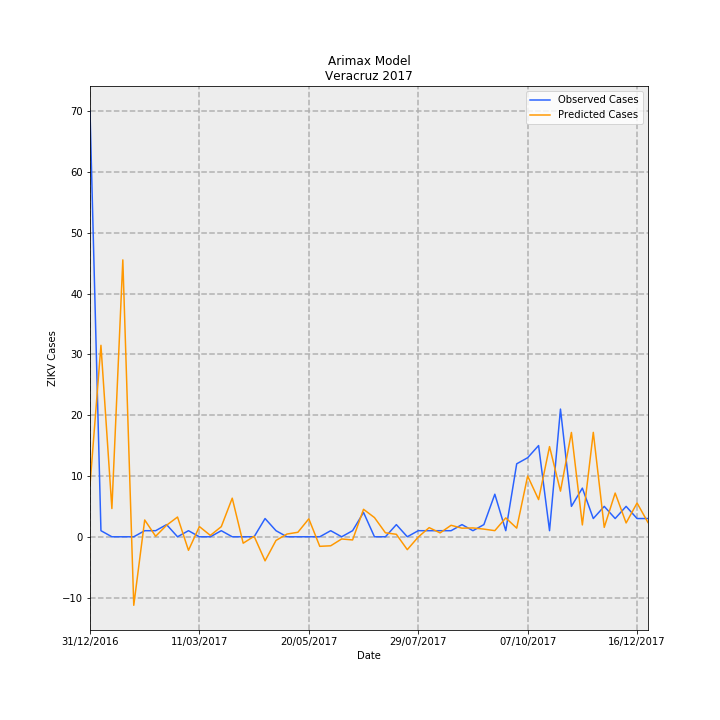 Arimax Model
Veracruz 2017
Observed Cases
Predicted Cases
70
60
50
40
30
20
10
0
−10
ZIKV Cases
31/12/2016
11/03/2017
20/05/2017
29/07/2017
07/10/2017
16/12/2017
Date